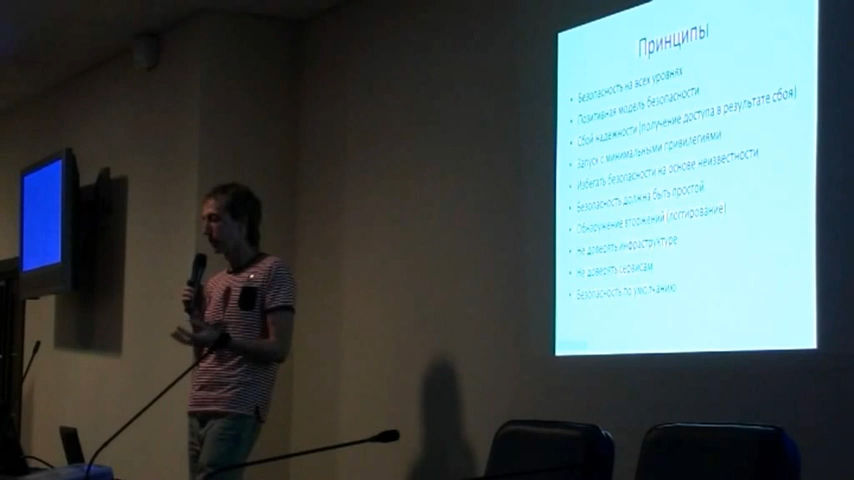 Принципы
• Безопасность на всех уровнях
• Позитивная модель безопасности
• Сбой надежности (получение доступа в результате сбоя)
• Запуск с минимальными привилегиями
• Избегать безопасности на основе неизвестности
• Безопасность должна быть простой
• Обнаружение вторжений (логгирование)
• Не доверять инфраструктуре
• Не доверять сервисам
• Безопасность по умолчанию